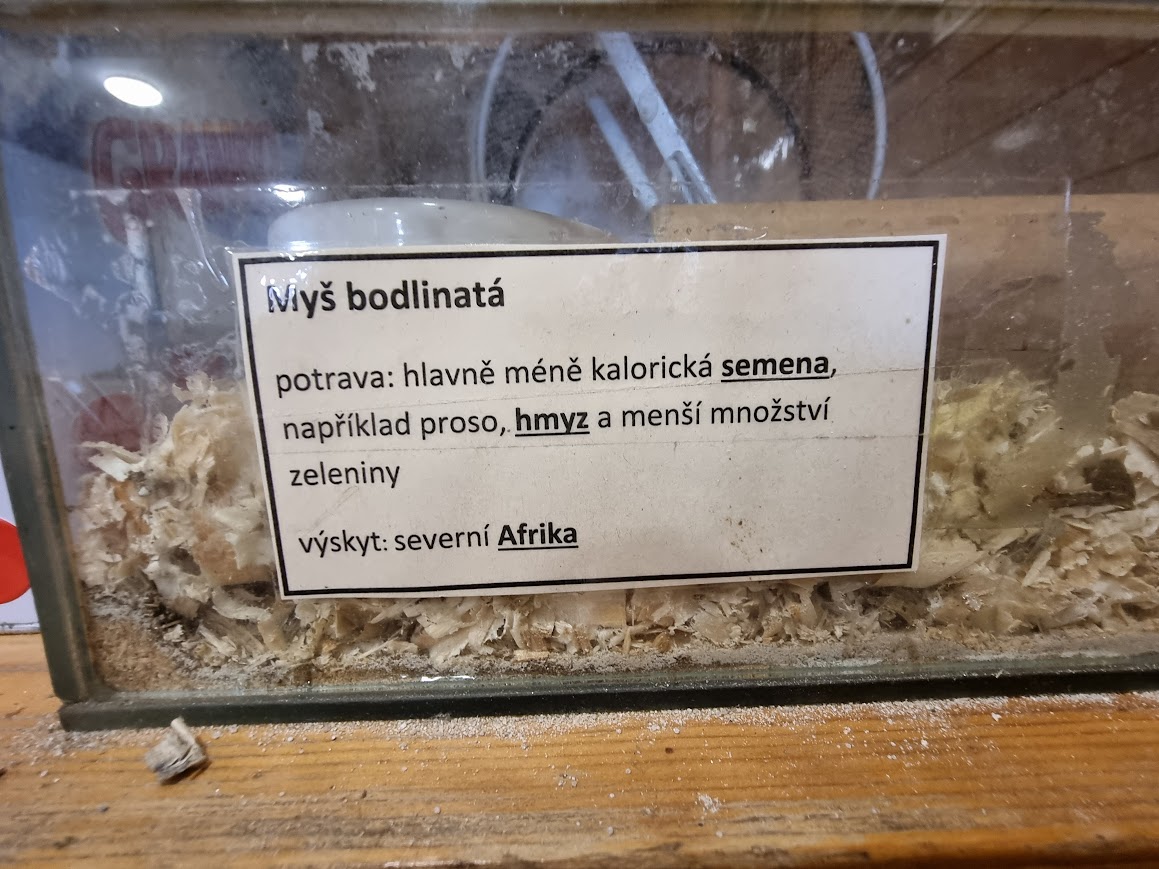 Myš bodlinatá
potrava: hlavně méně kalorická semena,
například proso, hmyz a menší množství
zeleniny
výskyt: severní Afrika